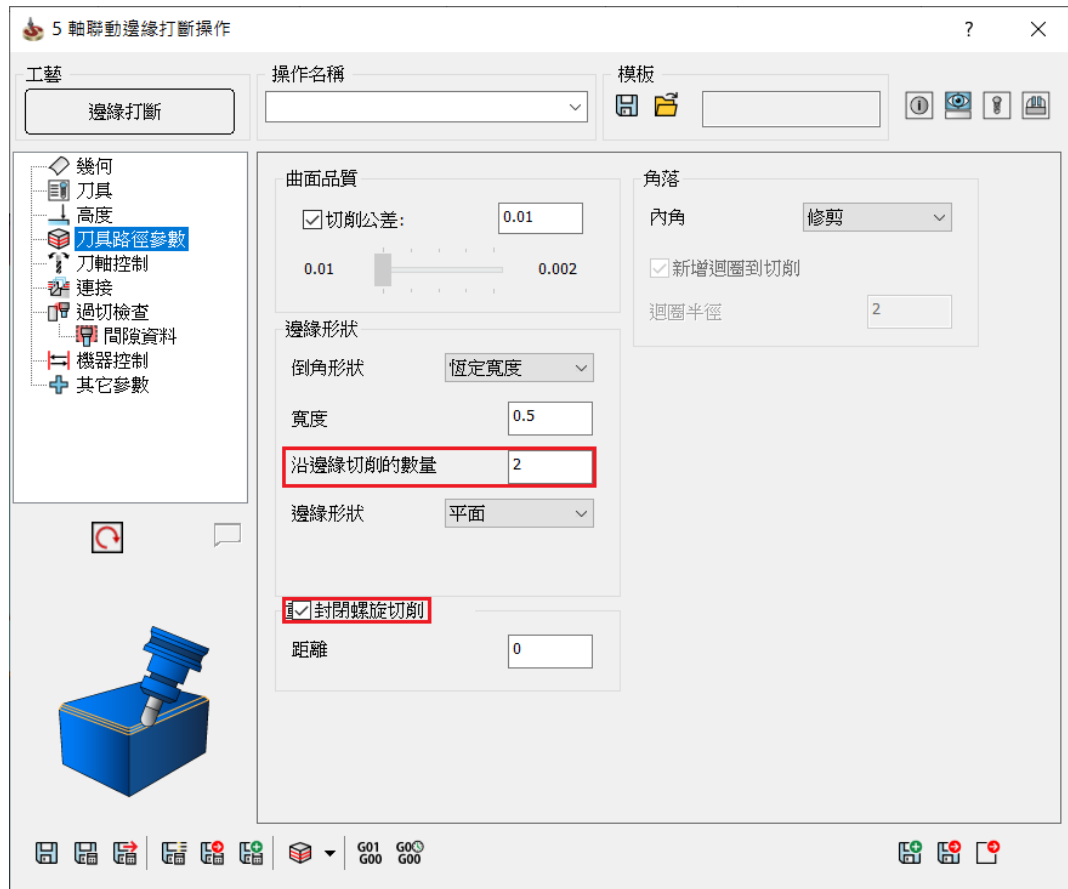 5 軸聯動邊緣打斷操作
?
工藝
邊緣打斷
操作名稱
模板
幾何
刀具
高度
刀具路徑參數
刀軸控制
連接
過切檢查
間隙資料
機器控制
其它參數
曲面品質
切削公差:
0.01
0.01
0.002
邊緣形狀
倒角形狀
恆定寬度
寬度
0.5
沿邊緣切削的數量
2
邊緣形狀
平面
封閉螺旋切削
距離
0
角落
內角
修剪
新增迴圈到切削
迴圈半徑
2
G01
G00
G00
G00